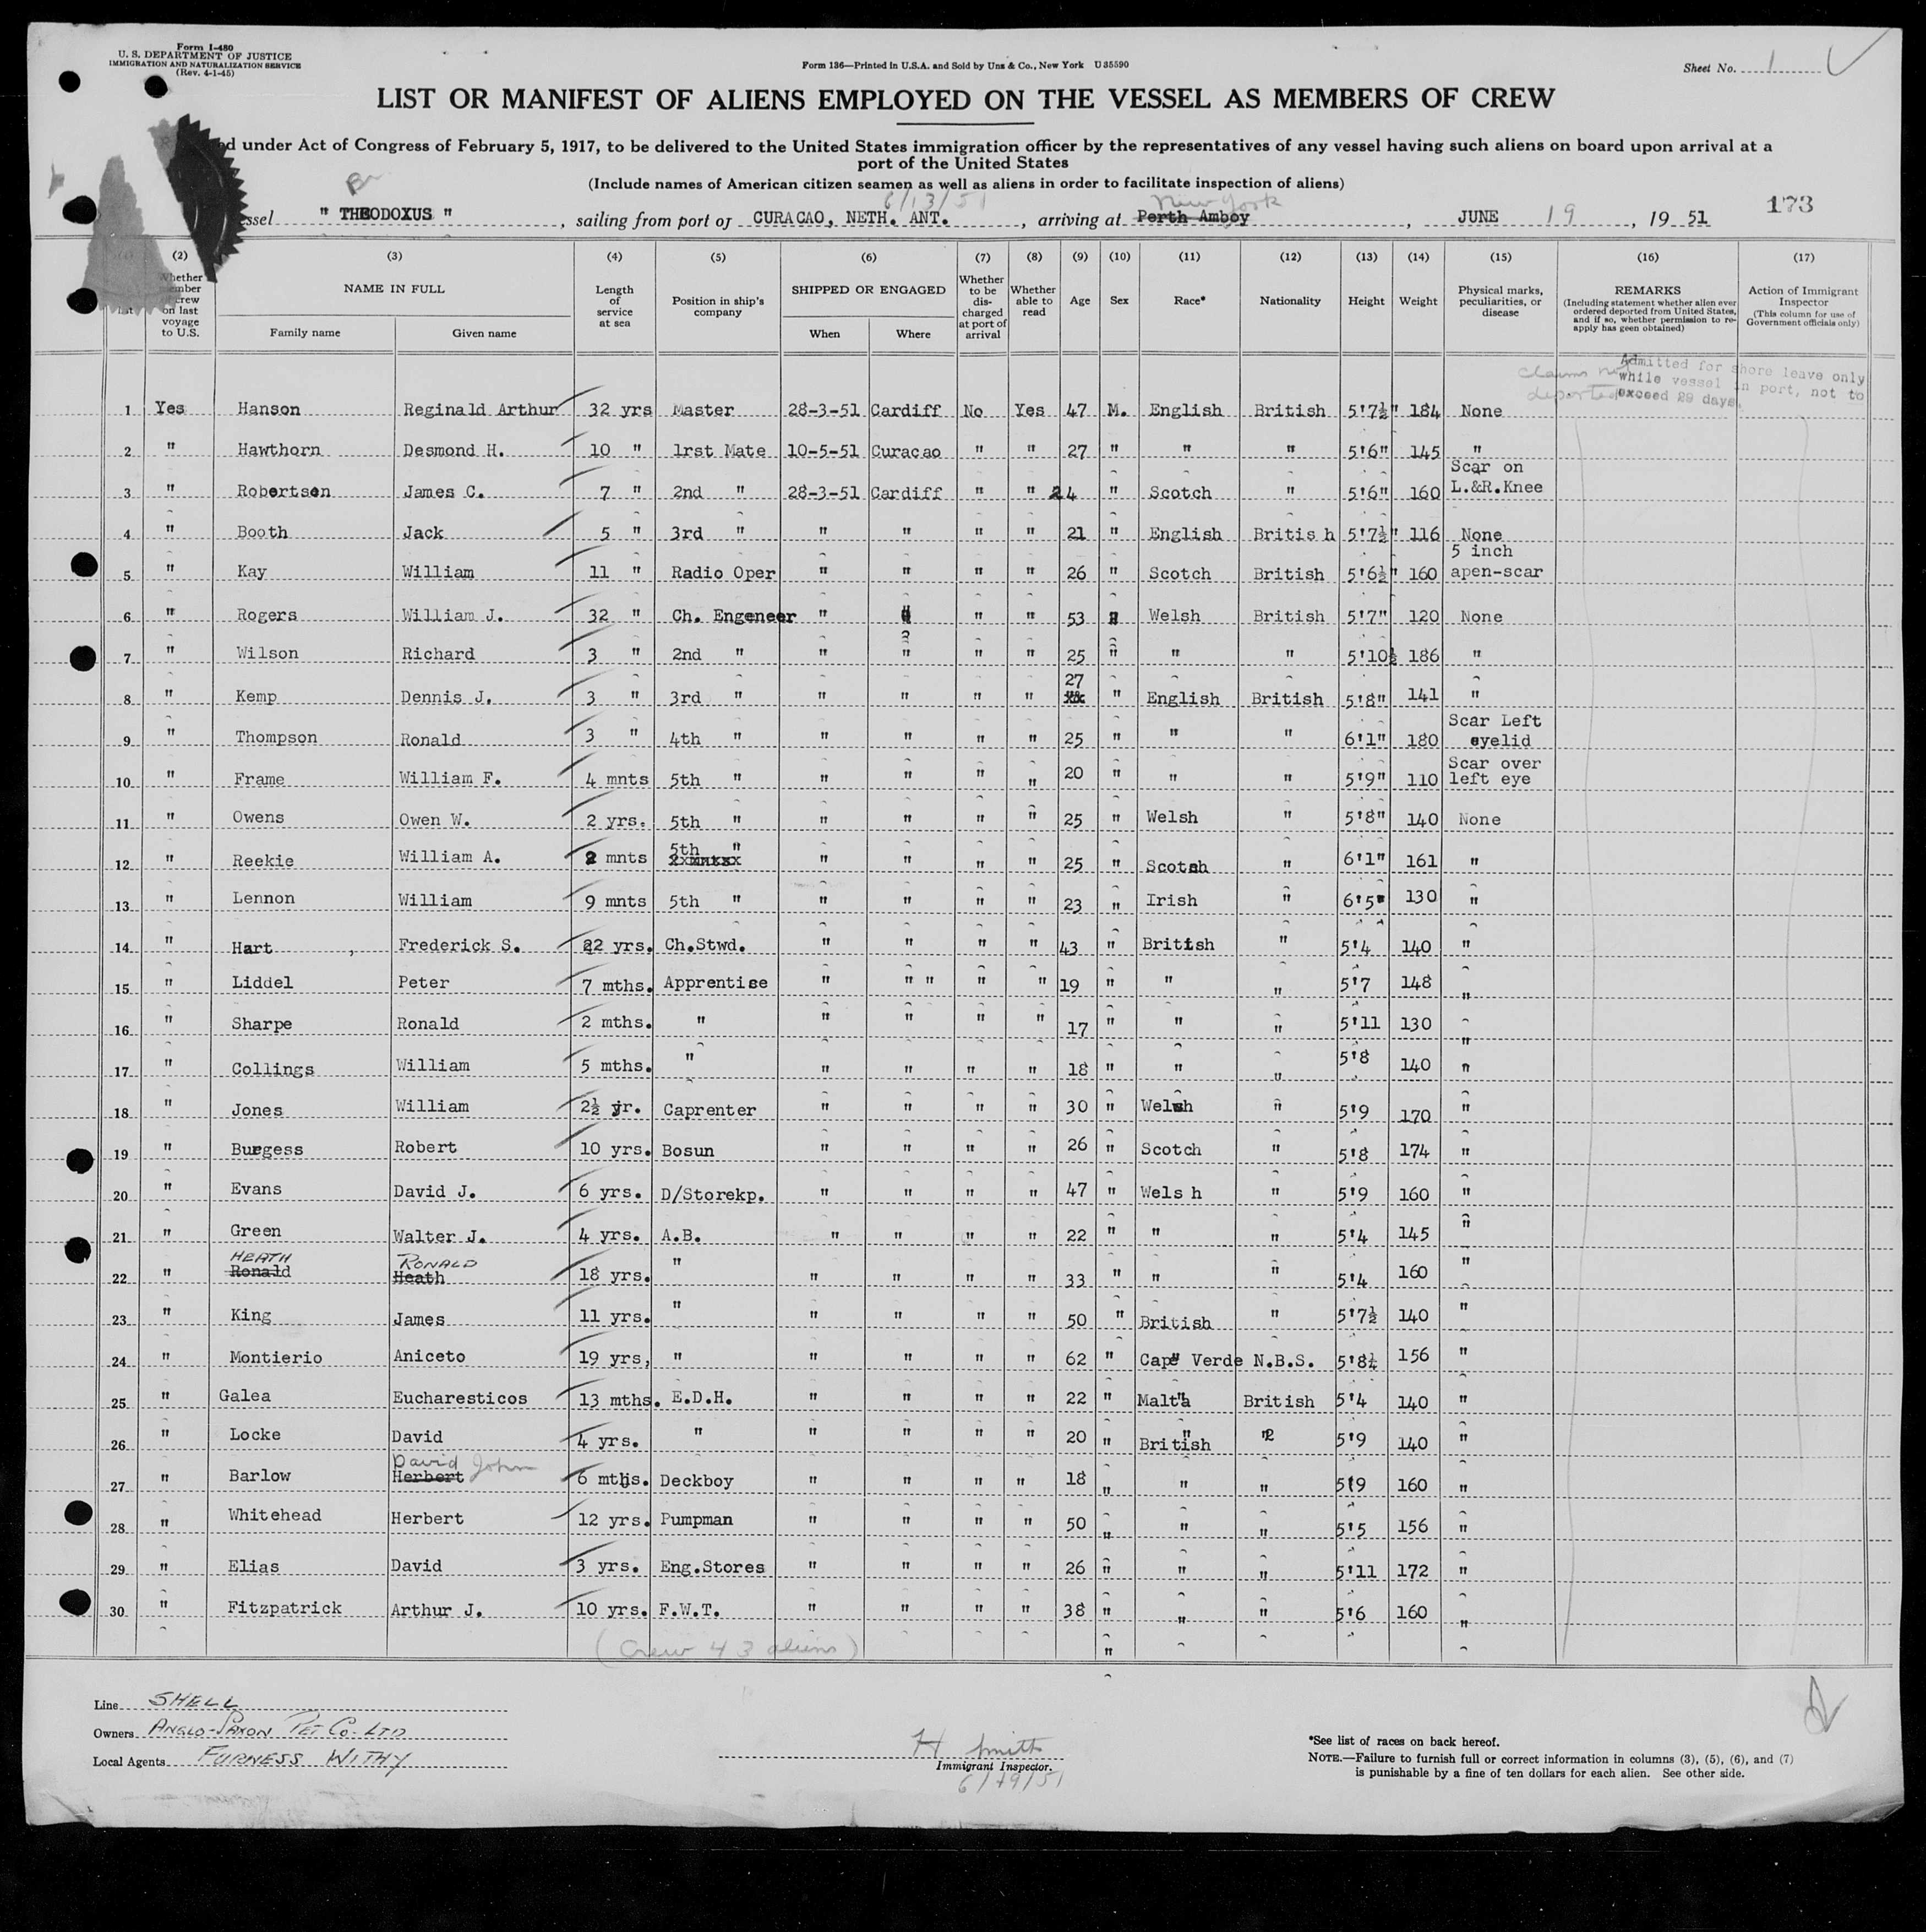 Form I-480
U. S. DEPARTMENT OF JUSTICE
IMMIGRATION AND NATURALIZATION SERVICE
(Rev. 4-1-45)
Form 136—Printed in U.S.A. and Sold by Unz & Co., New York U 35590
Sheet No. 1
LIST OR MANIFEST OF ALIENS EMPLOYED ON THE VESSEL AS MEMBERS OF CREW
under Act of Congress of February 5, 1917, to be delivered to the United States immigration officer by the representatives of any vessel having such aliens on board upon arrival at a
port of the United States
(Include names of American citizen seamen as well as aliens in order to facilitate inspection of aliens)
Br 6/13/51 New York 173
" THEODOXUS " , sailing from port of CURACAO, NETH. ANT. , arriving at Perth Amboy , JUNE 19 , 19 51
(2) (3) (4) (5) (6) (7) (8) (9) (10) (11) (12) (13) (14) (15) (16) (17)
Whether member of crew on last voyage to U.S. NAME IN FULL Family name Given name Length of service at sea Position in ship's company SHIPPED OR ENGAGED When Where Whether to be discharged at port of arrival Whether able to read Age Sex Race* Nationality Height Weight Physical marks, peculiarities, or disease REMARKS (Including statement whether alien ever ordered deported from United States, and if so, whether permission to re-apply has geen obtained) Action of Immigrant Inspector (This column for use of Government officials only)
claims not deported
Admitted for shore leave only
while vessel in port, not to
exceed 29 days.
1 Yes Hanson Reginald Arthur 32 yrs Master 28-3-51 Cardiff No Yes 47 M. English British 5'7½" 184 None
2 " Hawthorn Desmond H. 10 " 1rst Mate 10-5-51 Curacao " " 27 " " " 5'6" 145 "
3 " Robertson James C. 7 " 2nd " 28-3-51 Cardiff " " 24 " Scotch " 5'6" 160 Scar on L.&R.Knee
4 " Booth Jack 5 " 3rd " " " " " 21 " English Britis h 5'7½" 116 None
5 " Kay William 11 " Radio Oper " " " " 26 " Scotch British 5'6½" 160 5 inch apen-scar
6 " Rogers William J. 32 " Ch. Engeneer " " " " 53 " Welsh British 5'7" 120 None
7 " Wilson Richard 3 " 2nd " " " " " 25 " " " 5'10½ 186 "
8 " Kemp Dennis J. 3 " 3rd " " " " " 27 " English British 5'8" 141 "
9 " Thompson Ronald 3 " 4th " " " " " 25 " " " 6'1" 180 Scar Left eyelid
10 " Frame William F. 4 mnts 5th " " " " " 20 " " " 5'9" 110 Scar over left eye
11 " Owens Owen W. 2 yrs. 5th " " " " " 25 " Welsh " 5'8" 140 None
12 " Reekie William A. 2 mnts 5th " " " " " 25 " Scotch " 6'1" 161 "
13 " Lennon William 9 mnts 5th " " " " " 23 " Irish " 6'5" 130 "
14 " Hart , Frederick S. 22 yrs. Ch.Stwd. " " " " 43 " British " 5'4 140 "
15 " Liddel Peter 7 mths. Apprentice " " " " " 19 " " " 5'7 148 "
16 " Sharpe Ronald 2 mths. " " " " " 17 " " " 5'11 130 "
17 " Collings William 5 mths. " " " " " 18 " " " 5'8 140 "
18 " Jones William 2½ yr. Caprenter " " " " 30 " Welsh " 5'9 170 "
19 " Burgess Robert 10 yrs. Bosun " " " " 26 " Scotch " 5'8 174 "
20 " Evans David J. 6 yrs. D/Storekp. " " " " 47 " Wels h " 5'9 160 "
21 " Green Walter J. 4 yrs. A.B. " " " " 22 " " " 5'4 145 "
HEATH RONALD
22 " Ronald Heath 18 yrs. " " " " " 33 " " " 5'4 160 "
23 " King James 11 yrs. " " " " " 50 " British " 5'7½ 140 "
24 " Montierio Aniceto 19 yrs, " " " " " 62 " Cape Verde N.B.S. 5'8¼ 156 "
25 " Galea Eucharesticos 13 mths. E.D.H. " " " " 22 " Malta British 5'4 140 "
26 " Locke David 4 yrs. " " " " " 20 " British " 5'9 140 "
David John
27 " Barlow Herbert 6 mths. Deckboy " " " " 18 " " " 5'9 160 "
28 " Whitehead Herbert 12 yrs. Pumpman " " " " 50 " " " 5'5 156 "
29 " Elias David 3 yrs. Eng.Stores " " " " 26 " " " 5'11 172 "
30 " Fitzpatrick Arthur J. 10 yrs. F.W.T. " " " " 38 " " " 5'6 160 "
(Crew 43 aliens)
Line SHELL
Owners ANGLO-SAXON PET Co. LTD
Local Agents FURNESS WITHY
H Smith
Immigrant Inspector.
6/19/51
*See list of races on back hereof.
NOTE.—Failure to furnish full or correct information in columns (3), (5), (6), and (7)
is punishable by a fine of ten dollars for each alien. See other side.